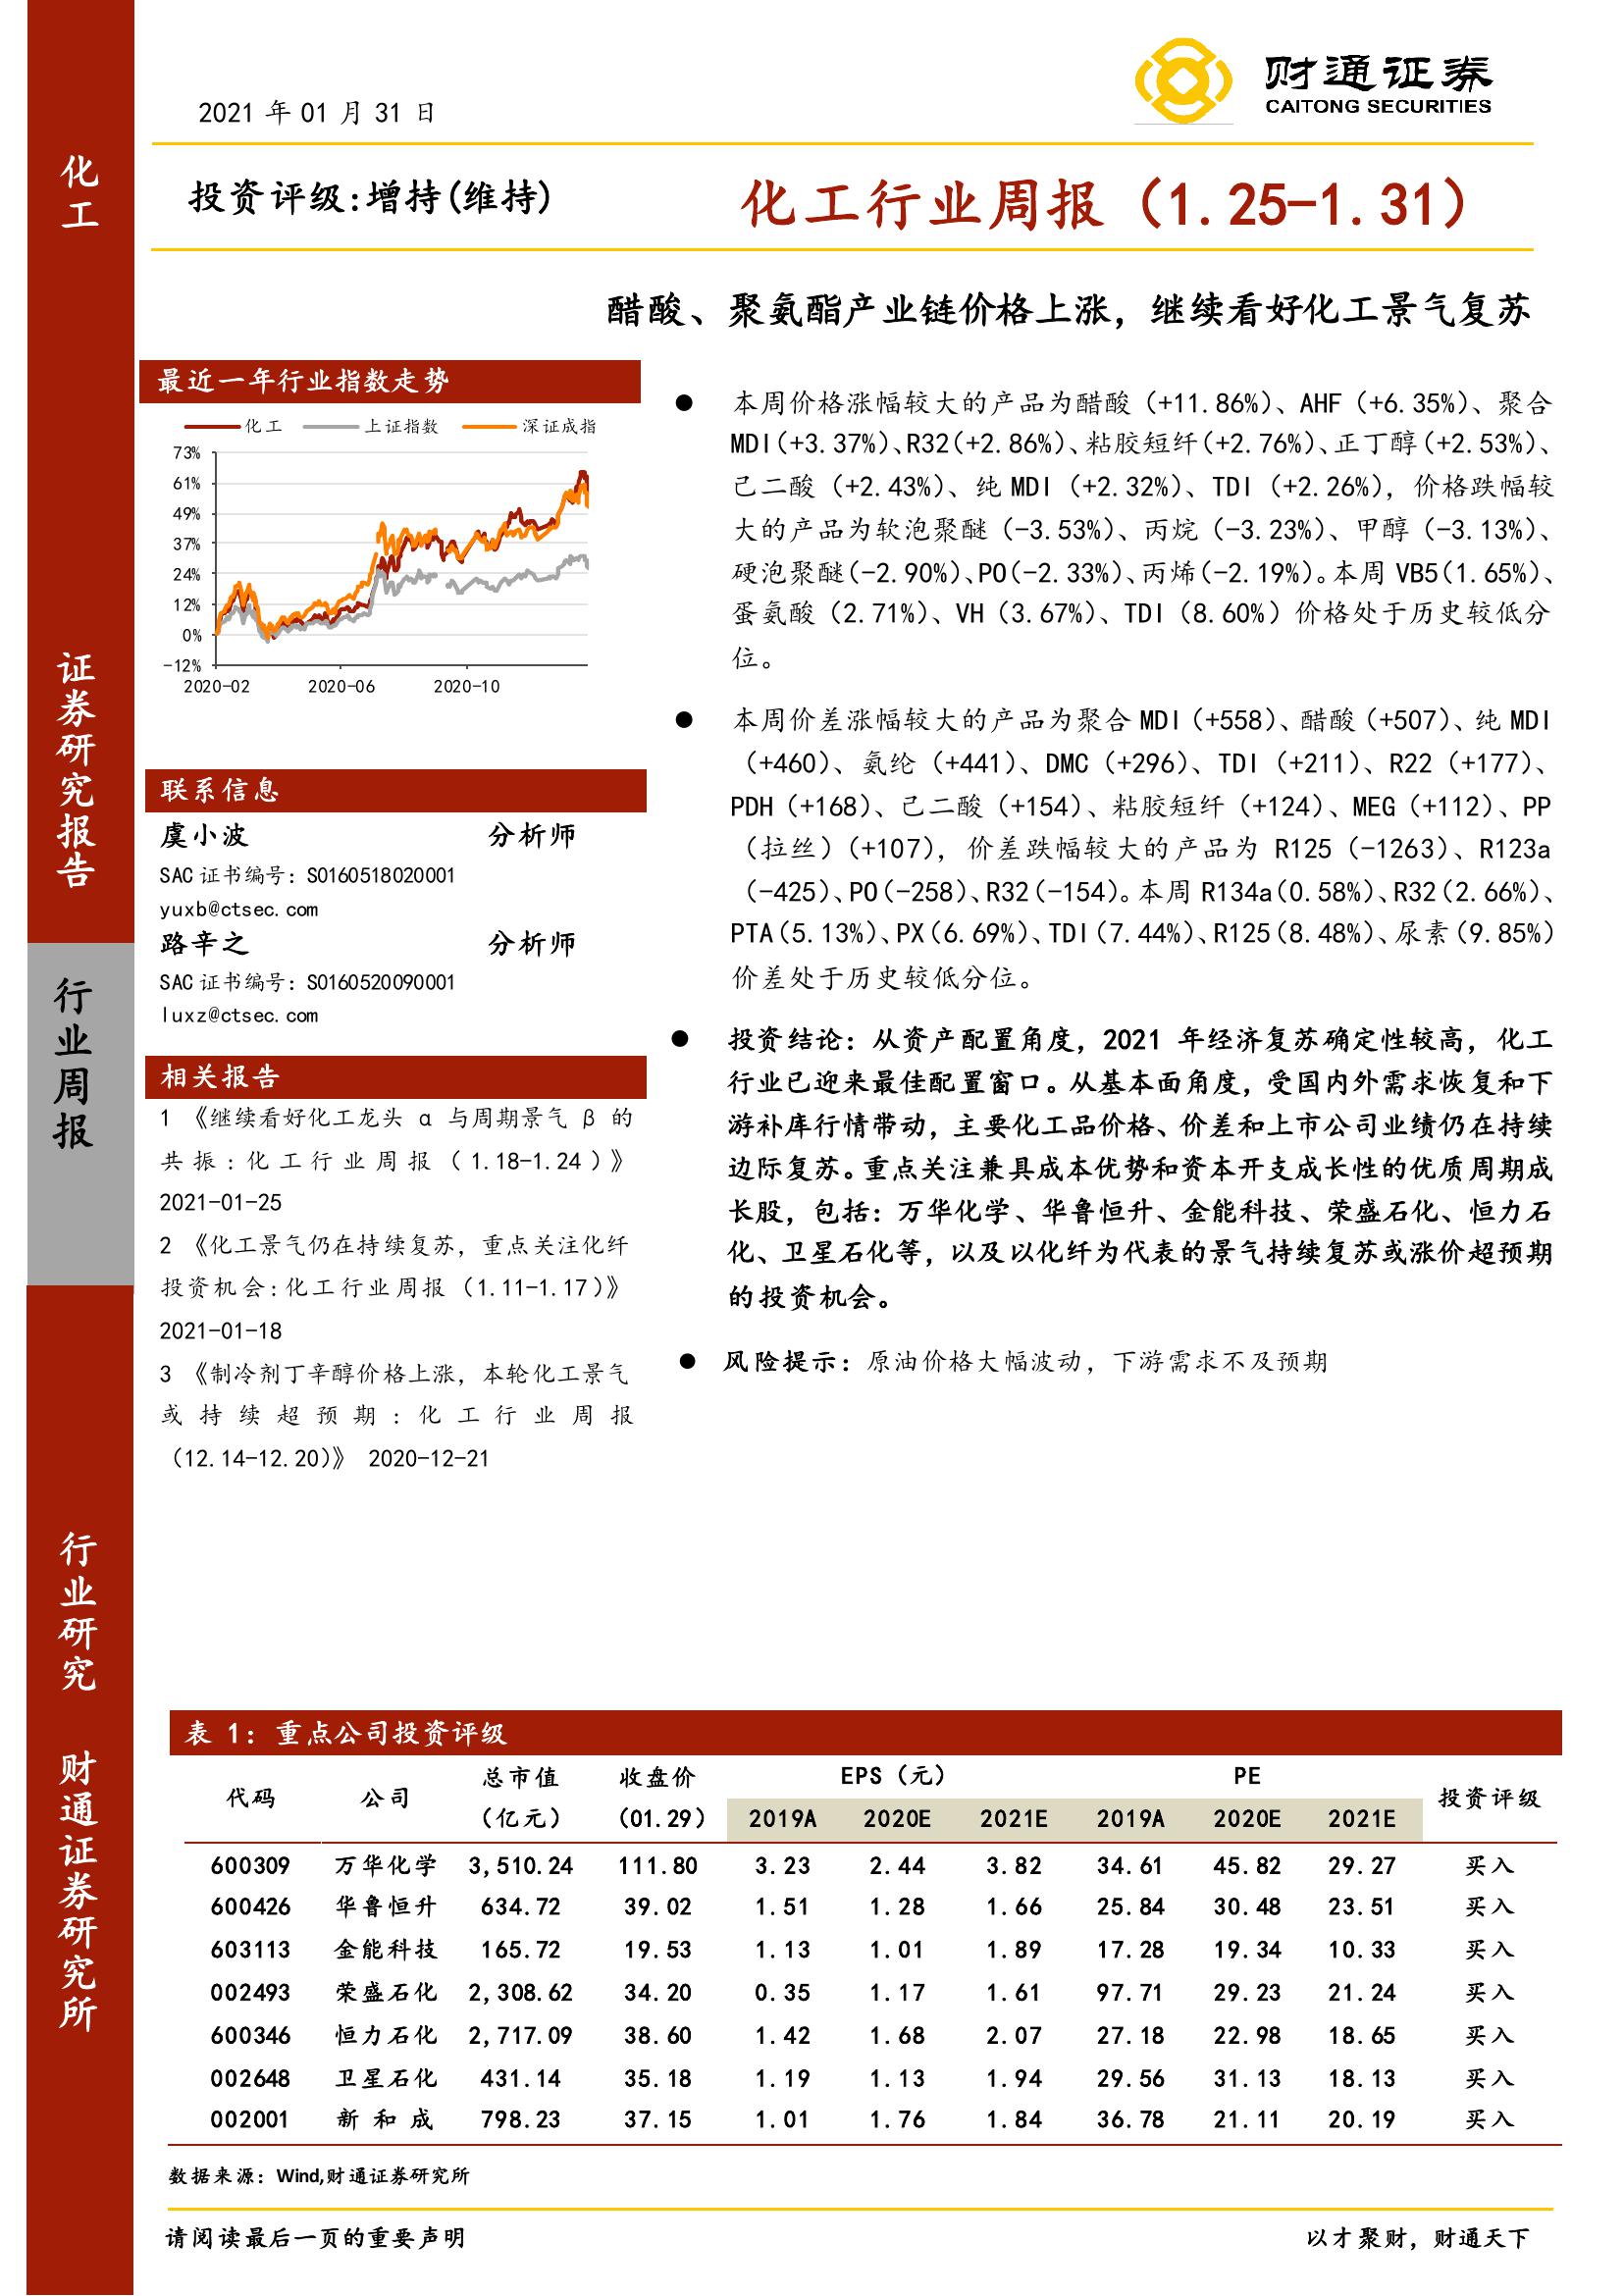 财通证券
CAITONG SECURITIES
2021 年 01 月 31 日
投资评级:增持(维持)
化工行业周报（1.25-1.31）
化工
证券研究报告
行业周报
行业研究
财通证券研究所
醋酸、聚氨酯产业链价格上涨，继续看好化工景气复苏
最近一年行业指数走势
化工 上证指数 深证成指
73%
61%
49%
37%
24%
12%
0%
-12%
2020-02 2020-06 2020-10
联系信息
虞小波 分析师
SAC 证书编号：S0160518020001
yuxb@ctsec.com
路辛之 分析师
SAC 证书编号：S0160520090001
luxz@ctsec.com
相关报告
1 《继续看好化工龙头 α 与周期景气 β 的
共振：化工行业周报（1.18-1.24）》
2021-01-25
2 《化工景气仍在持续复苏，重点关注化纤
投资机会:化工行业周报（1.11-1.17)》
2021-01-18
3 《制冷剂丁辛醇价格上涨，本轮化工景气
或持续超预期：化工行业周报
（12.14-12.20)》 2020-12-21
● 本周价格涨幅较大的产品为醋酸（+11.86%）、AHF（+6.35%）、聚合
MDI(+3.37%)、R32(+2.86%)、粘胶短纤(+2.76%)、正丁醇(+2.53%)、
己二酸（+2.43%）、纯 MDI（+2.32%）、TDI（+2.26%），价格跌幅较
大的产品为软泡聚醚（-3.53%）、丙烷（-3.23%）、甲醇（-3.13%）、
硬泡聚醚(-2.90%)、PO(-2.33%)、丙烯(-2.19%)。本周 VB5(1.65%)、
蛋氨酸（2.71%）、VH（3.67%）、TDI（8.60%）价格处于历史较低分
位。
● 本周价差涨幅较大的产品为聚合 MDI（+558）、醋酸（+507）、纯 MDI
（+460）、氨纶（+441）、DMC（+296）、TDI（+211）、R22（+177）、
PDH（+168）、己二酸（+154）、粘胶短纤（+124）、MEG（+112）、PP
（拉丝）（+107），价差跌幅较大的产品为 R125（-1263）、R123a
（-425）、PO(-258)、R32(-154)。本周 R134a(0.58%)、R32(2.66%)、
PTA(5.13%)、PX(6.69%)、TDI(7.44%)、R125(8.48%)、尿素(9.85%)
价差处于历史较低分位。
● 投资结论：从资产配置角度，2021 年经济复苏确定性较高，化工
行业已迎来最佳配置窗口。从基本面角度，受国内外需求恢复和下
游补库行情带动，主要化工品价格、价差和上市公司业绩仍在持续
边际复苏。重点关注兼具成本优势和资本开支成长性的优质周期成
长股，包括：万华化学、华鲁恒升、金能科技、荣盛石化、恒力石
化、卫星石化等，以及以化纤为代表的景气持续复苏或涨价超预期
的投资机会。
● 风险提示：原油价格大幅波动，下游需求不及预期
表 1：重点公司投资评级
代码 公司 总市值（亿元） 收盘价（01.29） EPS（元） PE 投资评级
2019A 2020E 2021E 2019A 2020E 2021E
600309 万华化学 3,510.24 111.80 3.23 2.44 3.82 34.61 45.82 29.27 买入
600426 华鲁恒升 634.72 39.02 1.51 1.28 1.66 25.84 30.48 23.51 买入
603113 金能科技 165.72 19.53 1.13 1.01 1.89 17.28 19.34 10.33 买入
002493 荣盛石化 2,308.62 34.20 0.35 1.17 1.61 97.71 29.23 21.24 买入
600346 恒力石化 2,717.09 38.60 1.42 1.68 2.07 27.18 22.98 18.65 买入
002648 卫星石化 431.14 35.18 1.19 1.13 1.94 29.56 31.13 18.13 买入
002001 新 和 成 798.23 37.15 1.01 1.76 1.84 36.78 21.11 20.19 买入
数据来源：Wind,财通证券研究所
请阅读最后一页的重要声明
以才聚财，财通天下